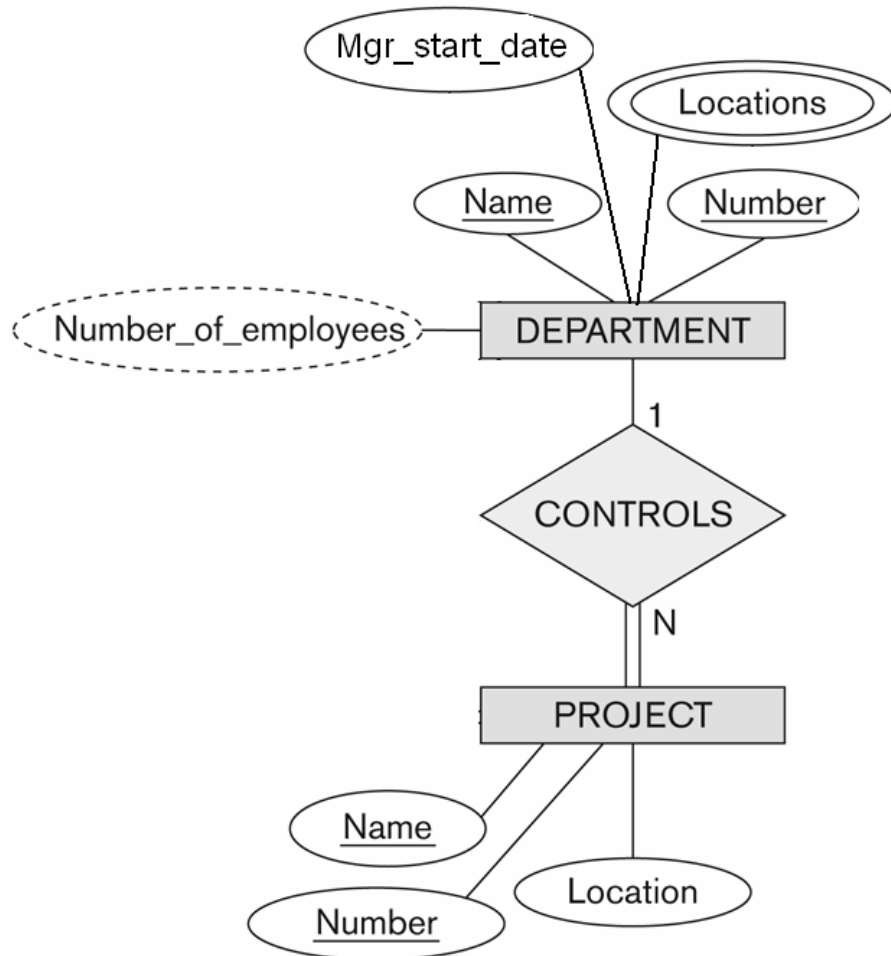 Mgr_start_date
Locations
Name
Number
Number_of_employees
DEPARTMENT
1
CONTROLS
N
PROJECT
Name
Location
Number